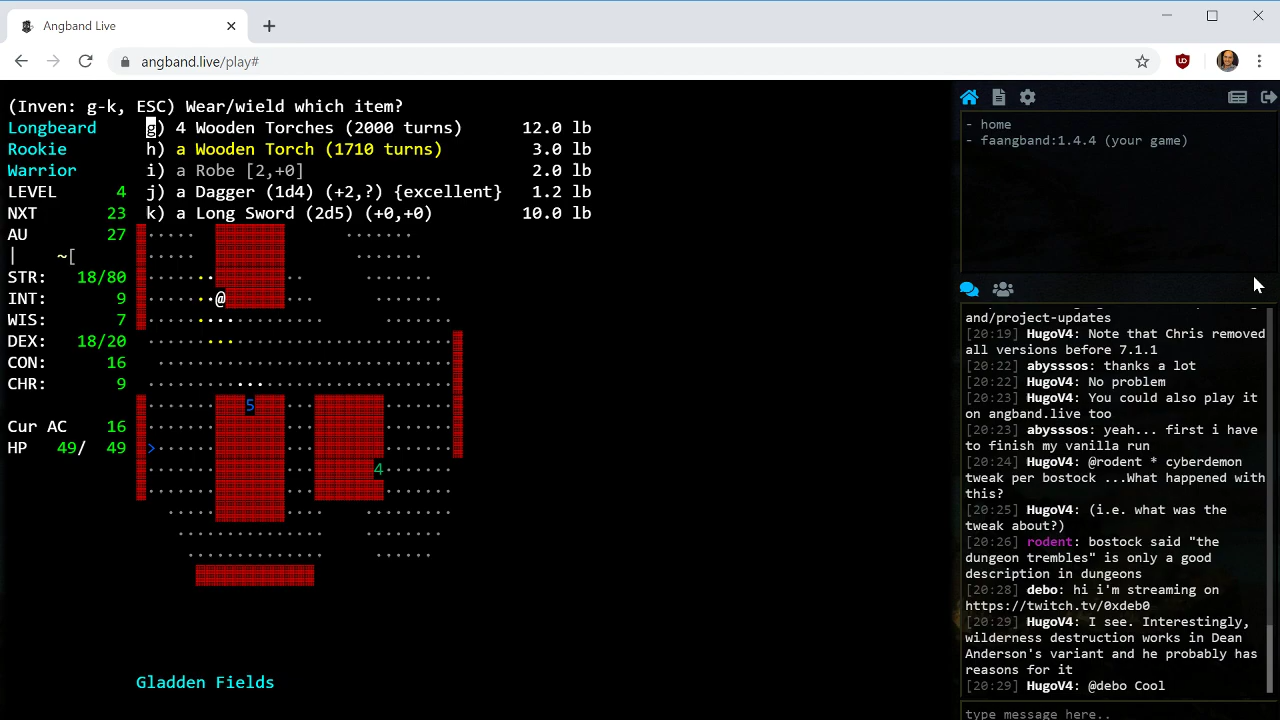 Angband Live
angband.live/play#
(Inven: g-k, ESC) Wear/wield which item?
Longbeard
Rookie
Warrior
LEVEL 4
NXT 23
AU 27
| ~[
STR: 18/80
INT: 9
WIS: 7
DEX: 18/20
CON: 16
CHR: 9
Cur AC 16
HP 49/ 49
g) 4 Wooden Torches (2000 turns) 12.0 lb
h) a Wooden Torch (1710 turns) 3.0 lb
i) a Robe [2,+0] 2.0 lb
j) a Dagger (1d4) (+2,?) {excellent} 1.2 lb
k) a Long Sword (2d5) (+0,+0) 10.0 lb
@
5
>
4
Gladden Fields
- home
- faangband:1.4.4 (your game)
and/project-updates
[20:19] HugoV4: Note that Chris removed
all versions before 7.1.1
[20:22] abysssos: thanks a lot
[20:22] HugoV4: No problem
[20:23] HugoV4: You could also play it
on angband.live too
[20:23] abysssos: yeah... first i have
to finish my vanilla run
[20:24] HugoV4: @rodent * cyberdemon
tweak per bostock ...What happened with
this?
[20:25] HugoV4: (i.e. what was the
tweak about?)
[20:26] rodent: bostock said "the
dungeon trembles" is only a good
description in dungeons
[20:28] debo: hi i'm streaming on
https://twitch.tv/0xdeb0
[20:29] HugoV4: I see. Interestingly,
wilderness destruction works in Dean
Anderson's variant and he probably has
reasons for it
[20:29] HugoV4: @debo Cool
type message here..